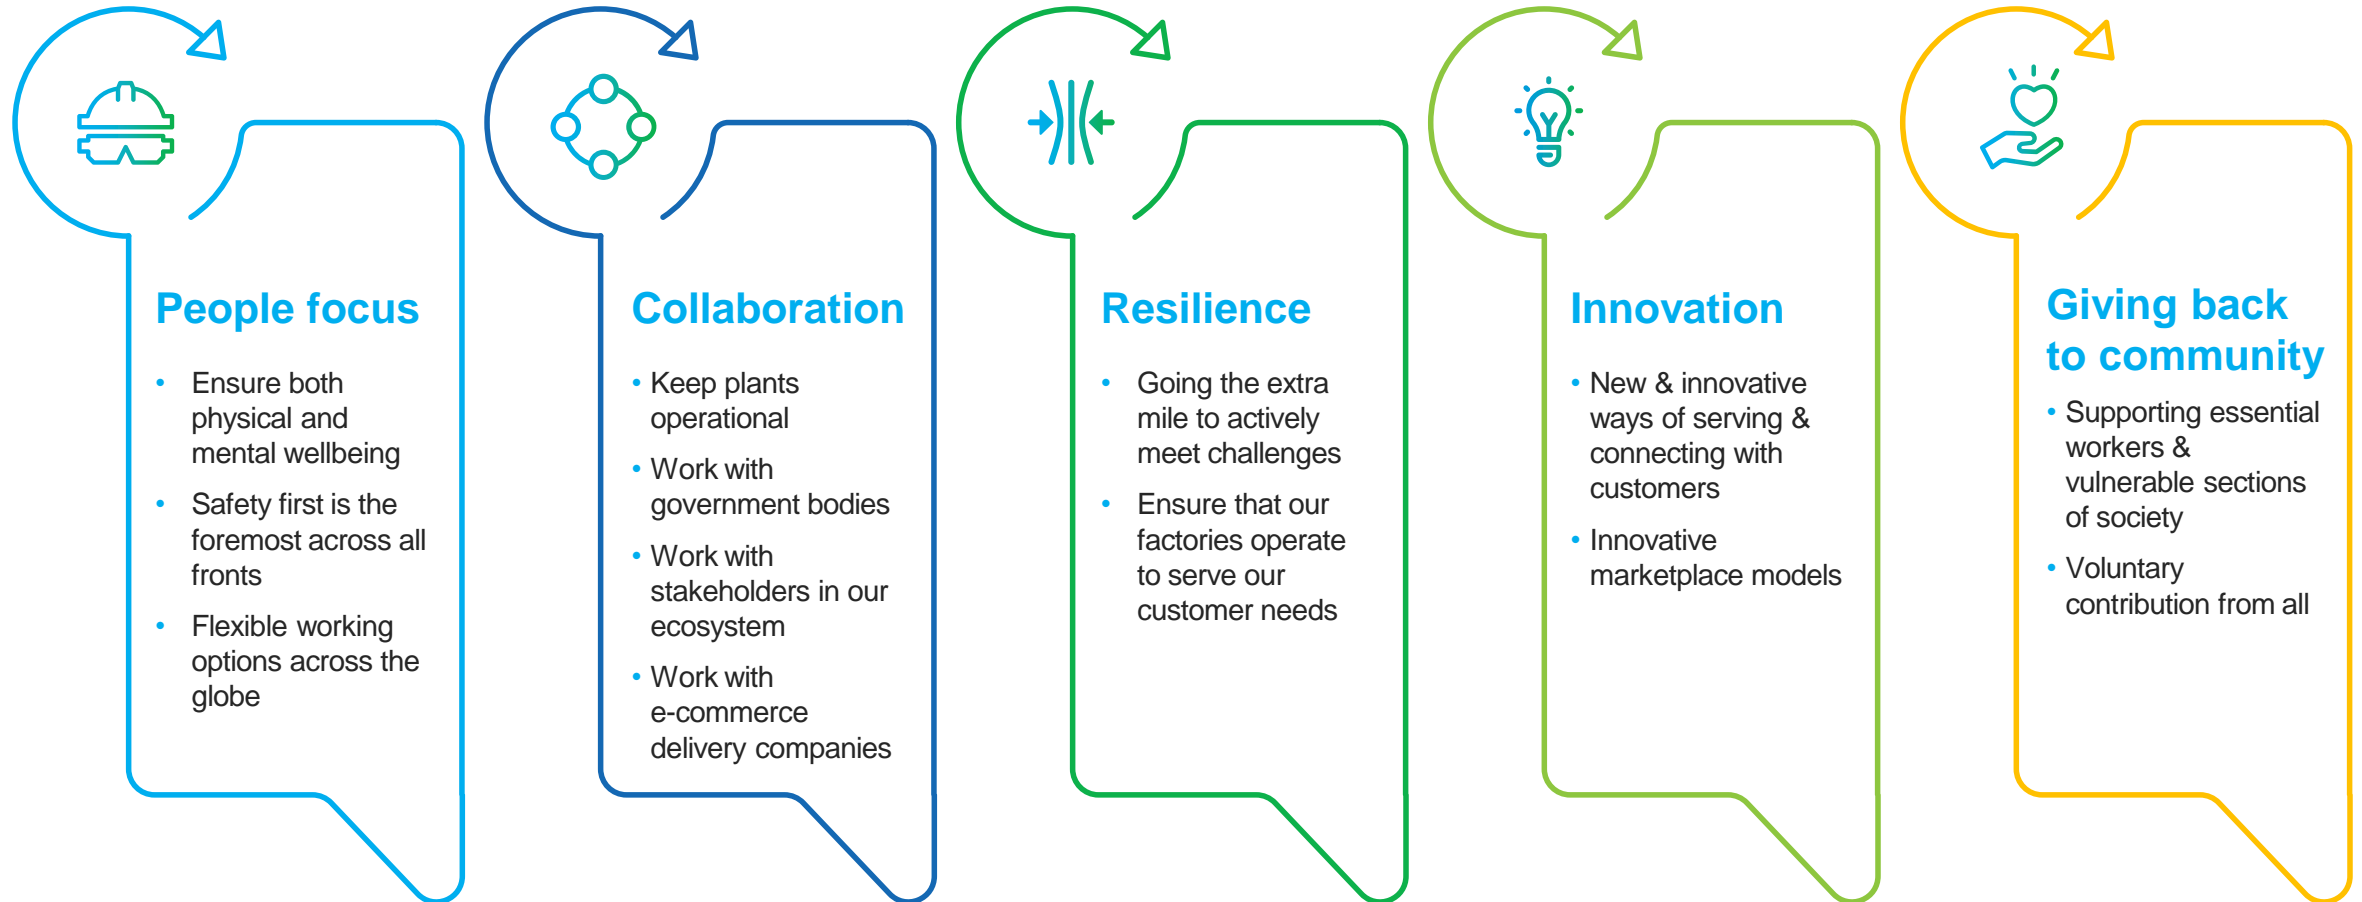 People focus
• Ensure both
physical and
mental wellbeing
• Safety first is the
foremost across all
fronts
• Flexible working
options across the
globe
Collaboration
• Keep plants
operational
• Work with
government bodies
• Work with
stakeholders in our
ecosystem
• Work with
e-commerce
delivery companies
Resilience
• Going the extra
mile to actively
meet challenges
• Ensure that our
factories operate
to serve our
customer needs
Innovation
• New & innovative
ways of serving &
connecting with
customers
• Innovative
marketplace models
Giving back
to community
• Supporting essential
workers &
vulnerable sections
of society
• Voluntary
contribution from all